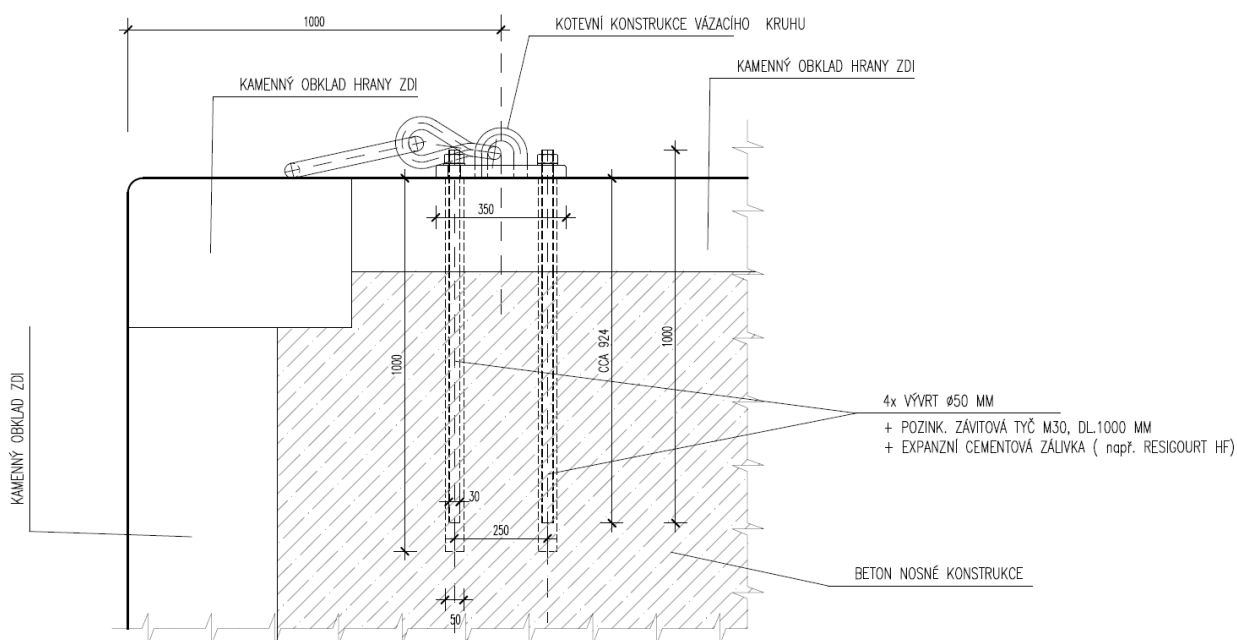 1000
KOTEVNÍ KONSTRUKCE VÁZACÍHO KRUHU
KAMENNÝ OBKLAD HRANY ZDI
KAMENNÝ OBKLAD HRANY ZDI
350
1000
CCA 924
1000
KAMENNÝ OBKLAD ZDI
4x VÝVRT ø50 MM
+ POZINK. ZÁVITOVÁ TYČ M30, DL.1000 MM
+ EXPANZNÍ CEMENTOVÁ ZÁLIVKA ( např. RESIGOURT HF)
30
250
BETON NOSNÉ KONSTRUKCE
50